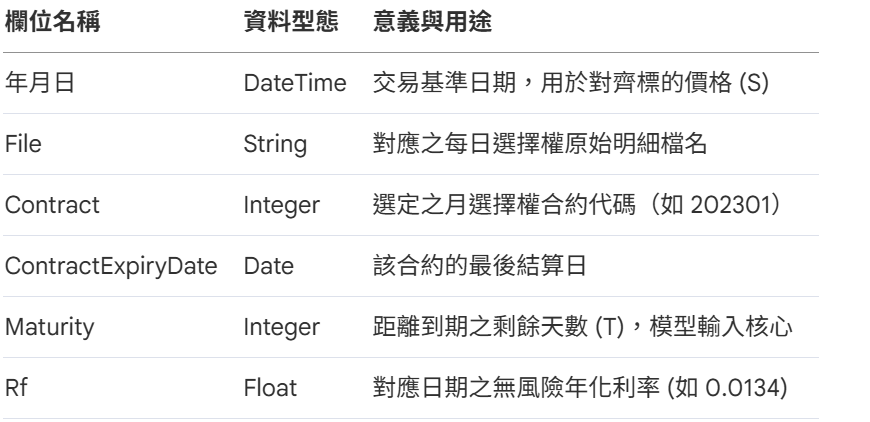 欄位名稱 資料型態 意義與用途
年月日 DateTime 交易基準日期，用於對齊標的價格 (S)
File String 對應之每日選擇權原始明細檔名
Contract Integer 選定之月選擇權合約代碼（如 202301）
ContractExpiryDate Date 該合約的最後結算日
Maturity Integer 距離到期之剩餘天數 (T)，模型輸入核心
Rf Float 對應日期之無風險年化利率 (如 0.0134)